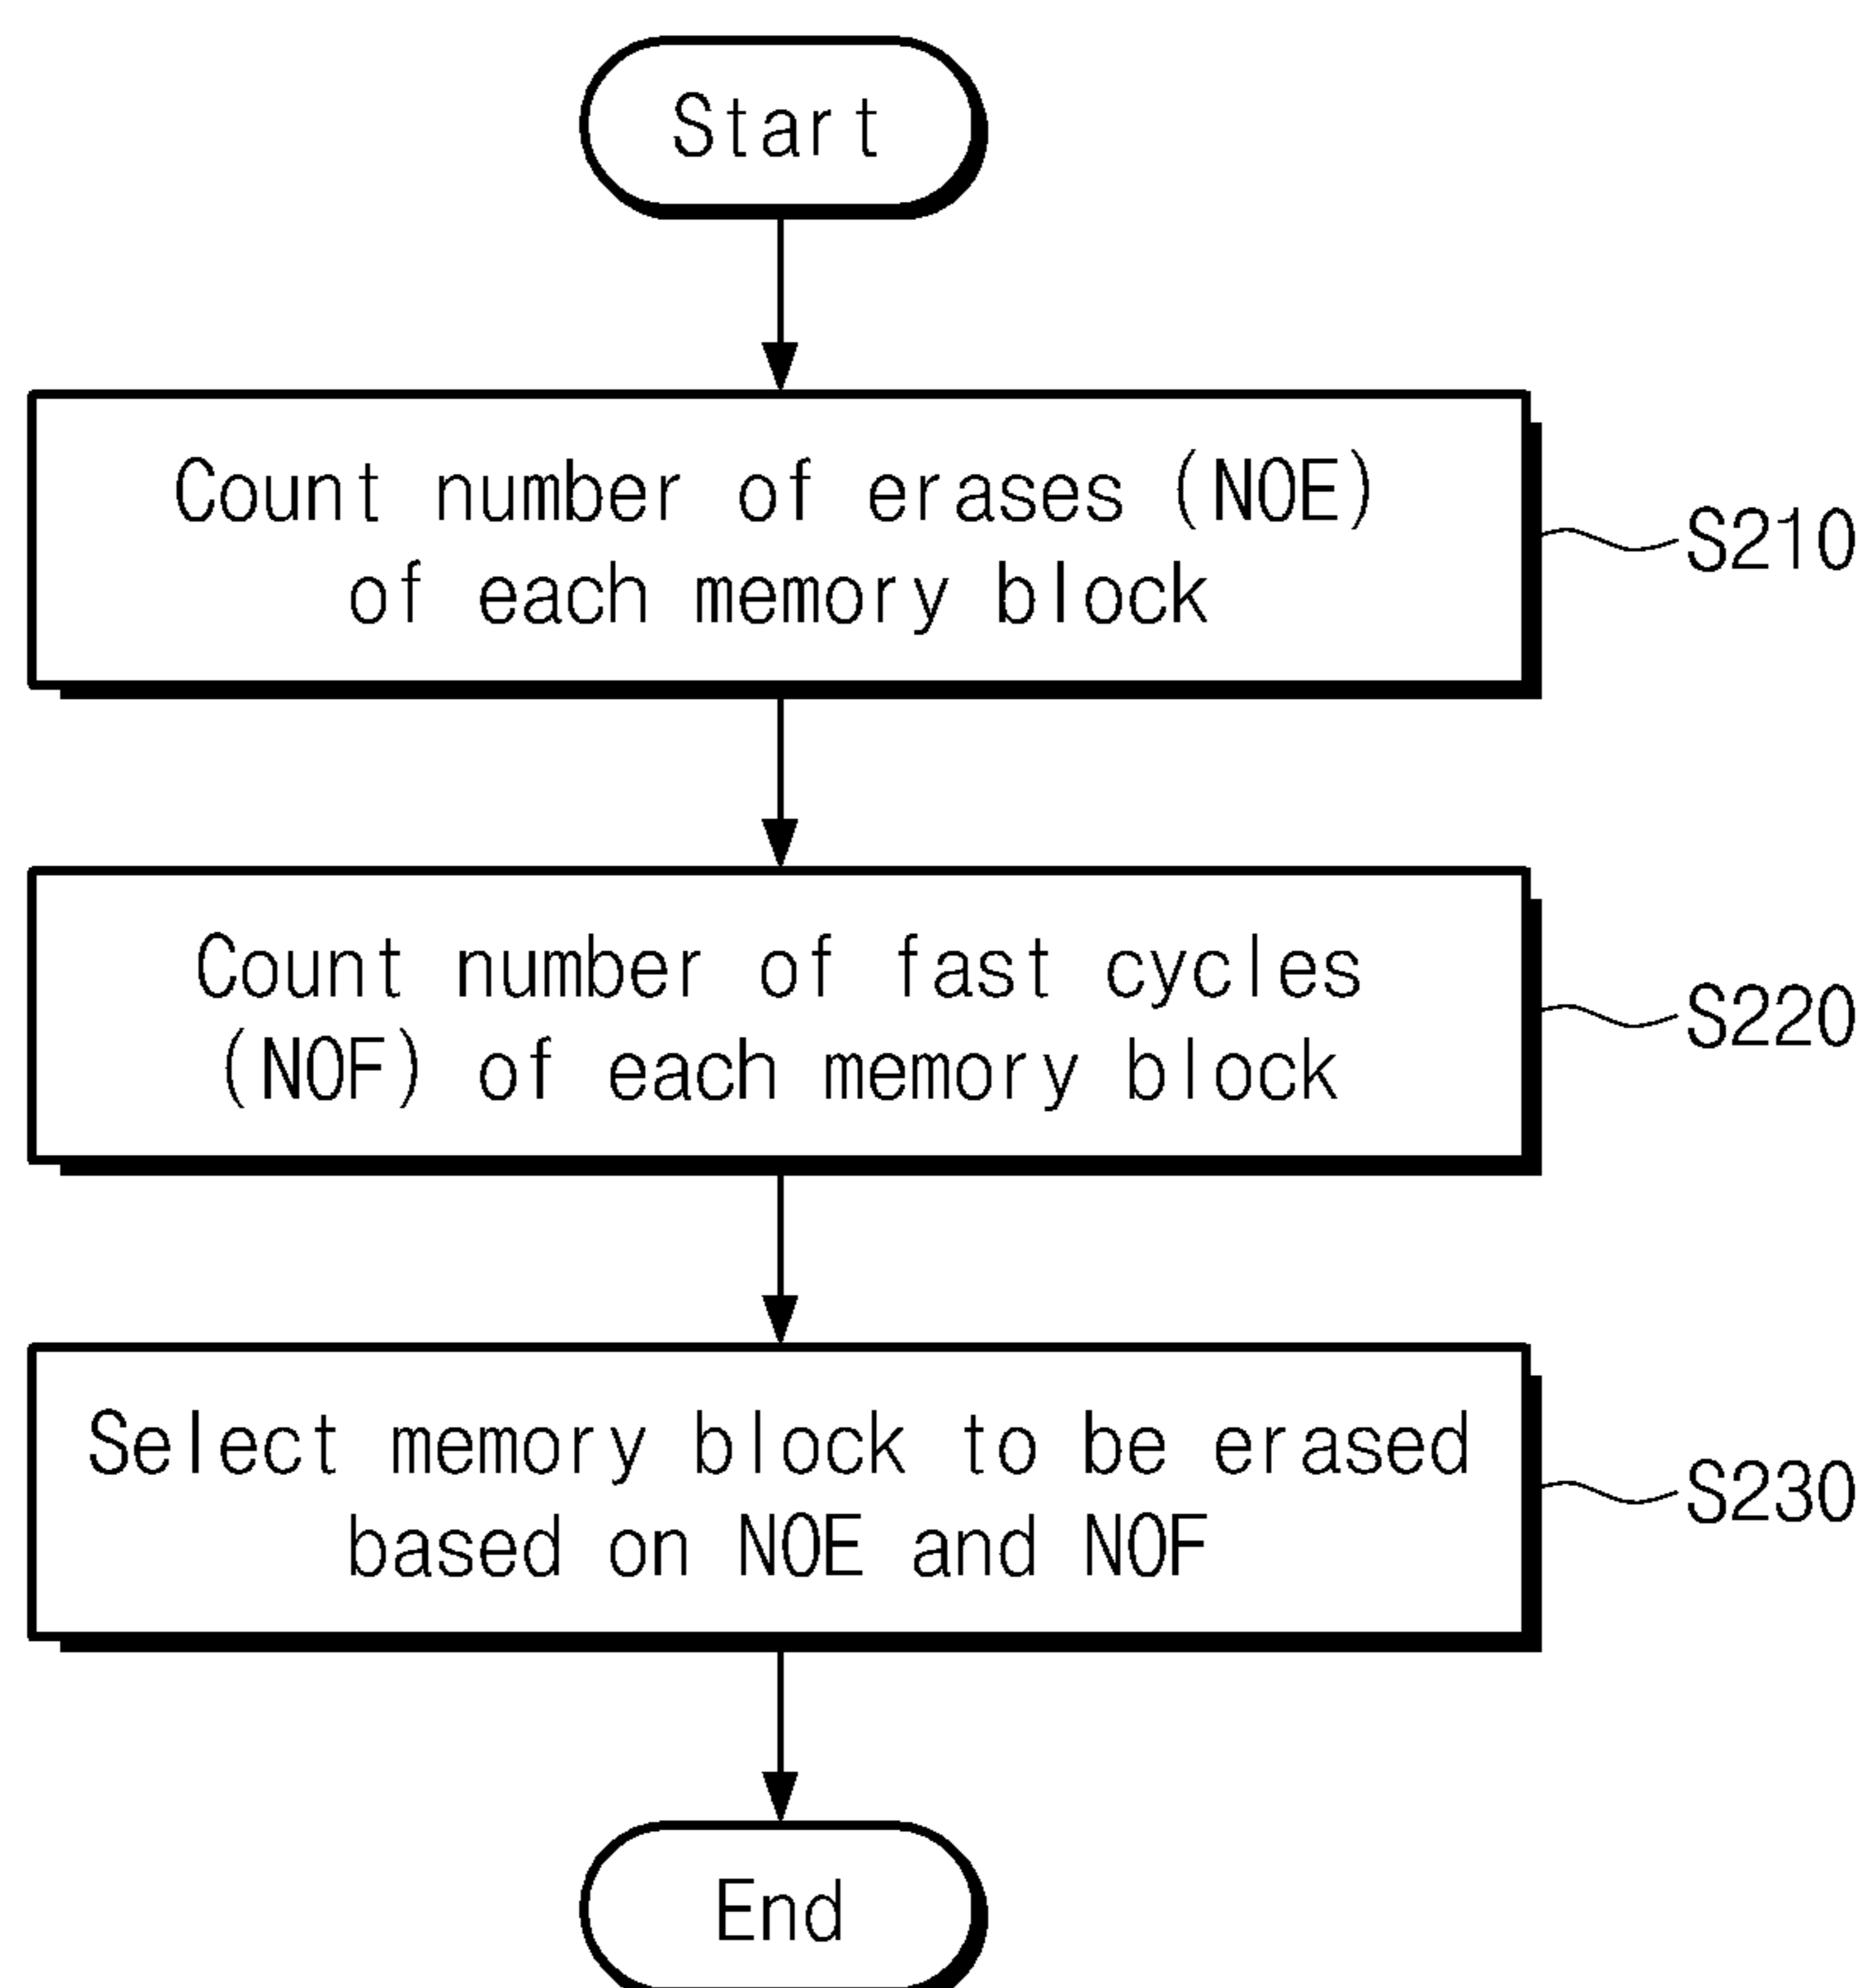 Start
Count number of erases (NOE)
of each memory block
S210
Count number of fast cycles
(NOF) of each memory block
S220
Select memory block to be erased
based on NOE and NOF
S230
End